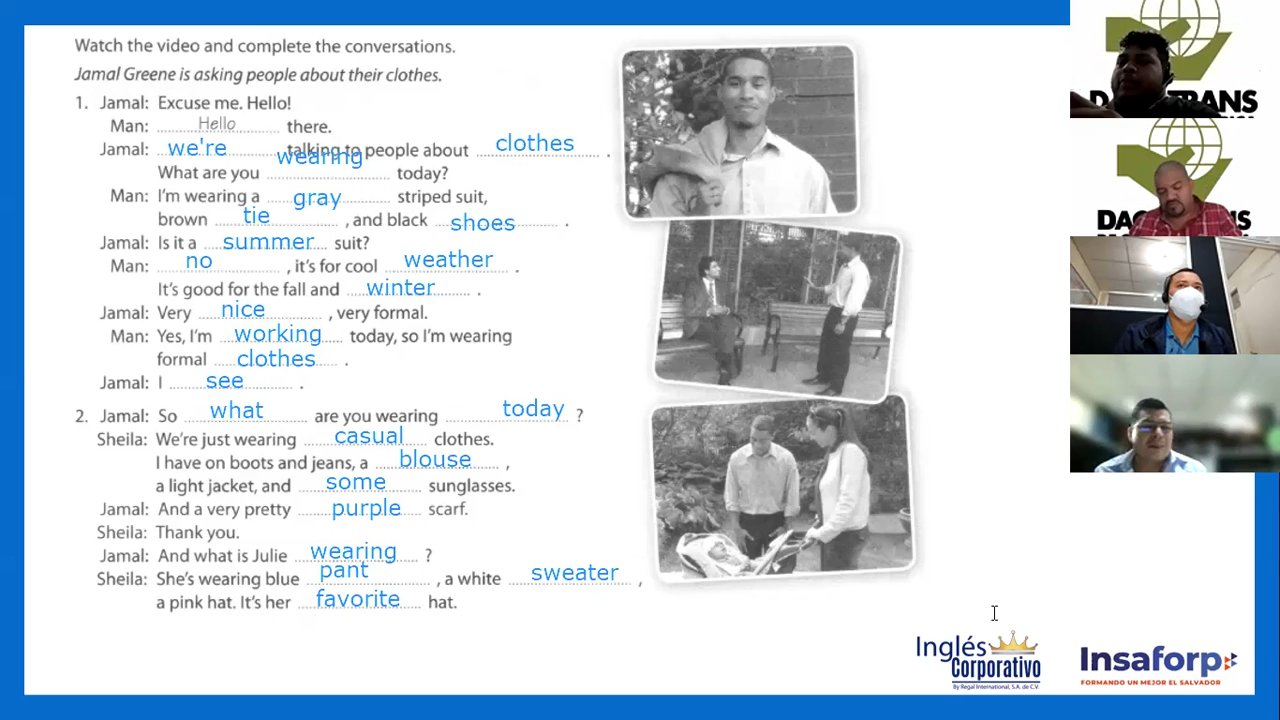 Watch the video and complete the conversations.
Jamal Greene is asking people about their clothes.
1. Jamal: Excuse me. Hello!
Man: Hello there.
Jamal: we're talking to people about clothes .
What are you wearing today?
Man: I'm wearing a gray striped suit,
brown tie , and black shoes .
Jamal: Is it a summer suit?
Man: no , it's for cool weather .
It's good for the fall and winter .
Jamal: Very nice , very formal.
Man: Yes, I'm working today, so I'm wearing
formal clothes .
Jamal: I see .
2. Jamal: So what are you wearing today ?
Sheila: We're just wearing casual clothes.
I have on boots and jeans, a blouse ,
a light jacket, and some sunglasses.
Jamal: And a very pretty purple scarf.
Sheila: Thank you.
Jamal: And what is Julie wearing ?
Sheila: She's wearing blue pant , a white sweater ,
a pink hat. It's her favorite hat.
Inglés
Corporativo
By Regal International, S.A. de C.V.
Insaforp
FORMANDO UN MEJOR EL SALVADOR